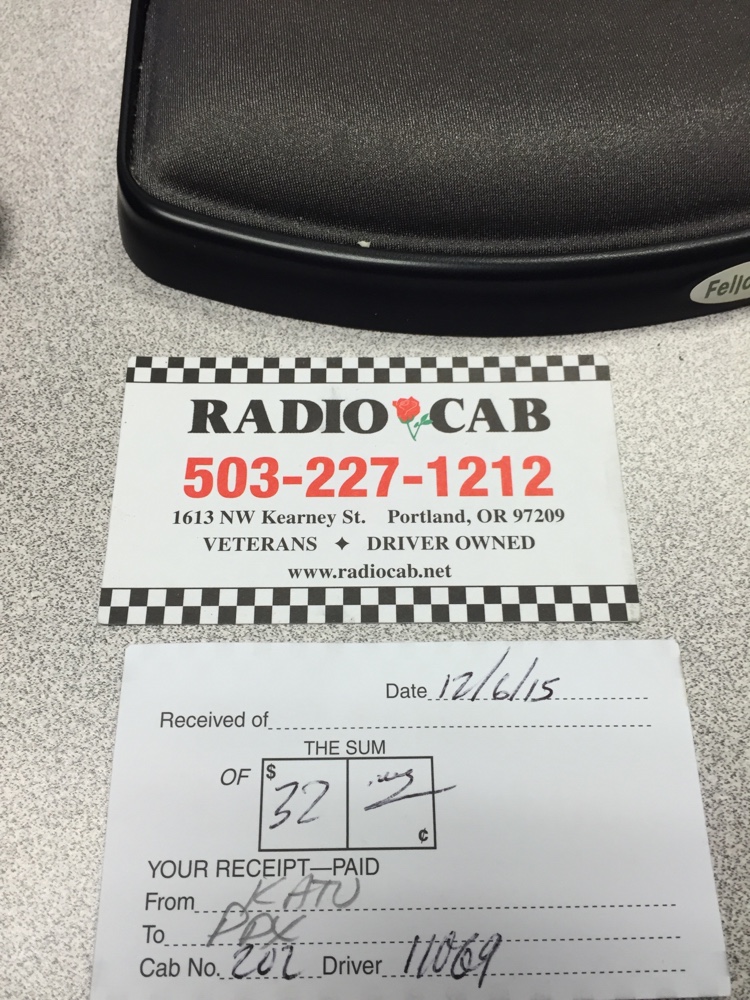 Fello
RADIO CAB
503-227-1212
1613 NW Kearney St. Portland, OR 97209
VETERANS ✦ DRIVER OWNED
www.radiocab.net
Date 12/6/15
Received of
THE SUM
OF $ 32 ¢
YOUR RECEIPT—PAID
From KATU
To PDX
Cab No. 202 Driver 11069